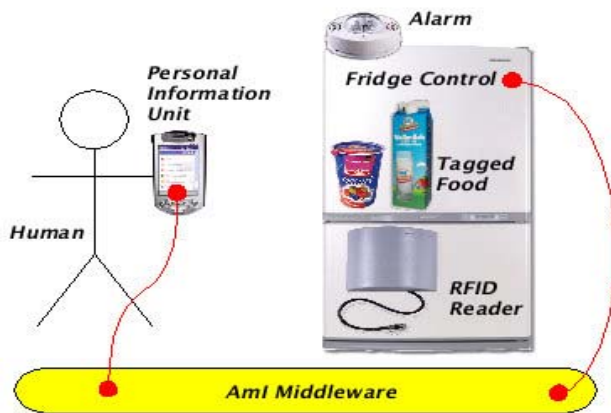 Alarm
Personal
Information
Unit
Fridge Control
Tagged
Food
Human
RFID
Reader
AmI Middleware